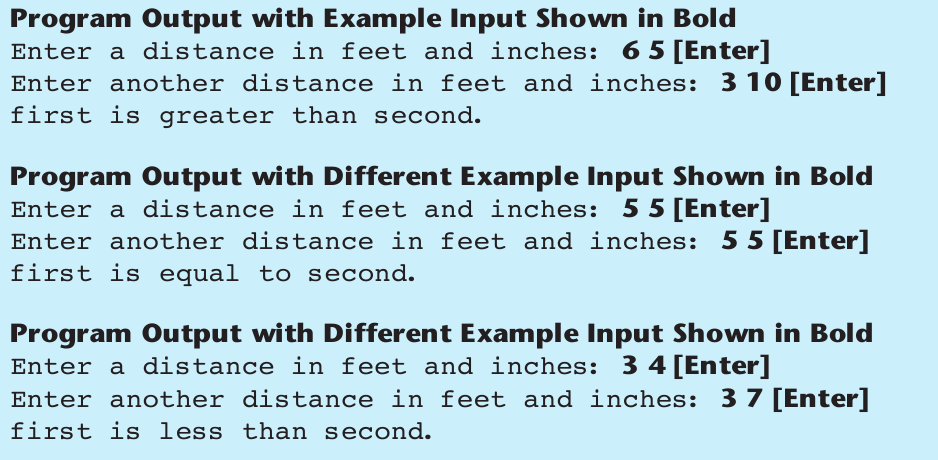 Program Output with Example Input Shown in Bold
Enter a distance in feet and inches: 6 5 [Enter]
Enter another distance in feet and inches: 3 10 [Enter]
first is greater than second.
Program Output with Different Example Input Shown in Bold
Enter a distance in feet and inches: 5 5 [Enter]
Enter another distance in feet and inches: 5 5 [Enter]
first is equal to second.
Program Output with Different Example Input Shown in Bold
Enter a distance in feet and inches: 3 4 [Enter]
Enter another distance in feet and inches: 3 7 [Enter]
first is less than second.